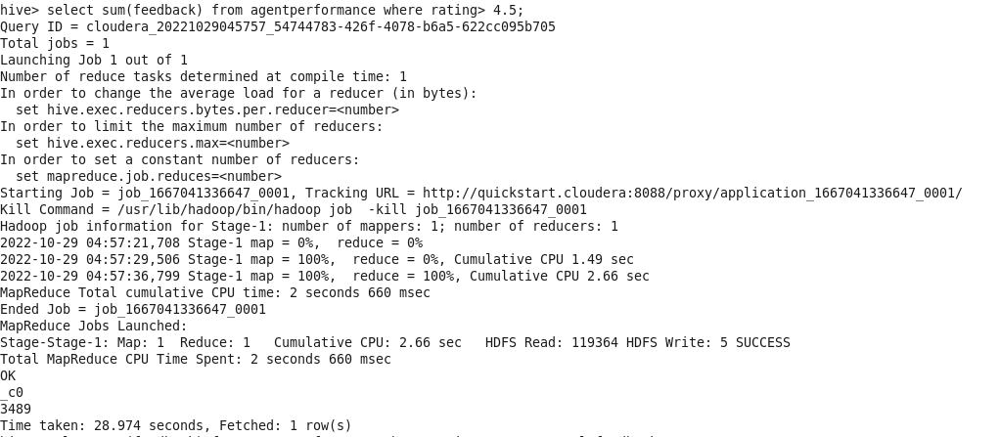 hive> select sum(feedback) from agentperformance where rating> 4.5;
Query ID = cloudera_20221029045757_54744783-426f-4078-b6a5-622cc095b705
Total jobs = 1
Launching Job 1 out of 1
Number of reduce tasks determined at compile time: 1
In order to change the average load for a reducer (in bytes):
  set hive.exec.reducers.bytes.per.reducer=<number>
In order to limit the maximum number of reducers:
  set hive.exec.reducers.max=<number>
In order to set a constant number of reducers:
  set mapreduce.job.reduces=<number>
Starting Job = job_1667041336647_0001, Tracking URL = http://quickstart.cloudera:8088/proxy/application_1667041336647_0001/
Kill Command = /usr/lib/hadoop/bin/hadoop job  -kill job_1667041336647_0001
Hadoop job information for Stage-1: number of mappers: 1; number of reducers: 1
2022-10-29 04:57:21,708 Stage-1 map = 0%,  reduce = 0%
2022-10-29 04:57:29,506 Stage-1 map = 100%,  reduce = 0%, Cumulative CPU 1.49 sec
2022-10-29 04:57:36,799 Stage-1 map = 100%,  reduce = 100%, Cumulative CPU 2.66 sec
MapReduce Total cumulative CPU time: 2 seconds 660 msec
Ended Job = job_1667041336647_0001
MapReduce Jobs Launched:
Stage-Stage-1: Map: 1  Reduce: 1   Cumulative CPU: 2.66 sec   HDFS Read: 119364 HDFS Write: 5 SUCCESS
Total MapReduce CPU Time Spent: 2 seconds 660 msec
OK
_c0
3489
Time taken: 28.974 seconds, Fetched: 1 row(s)